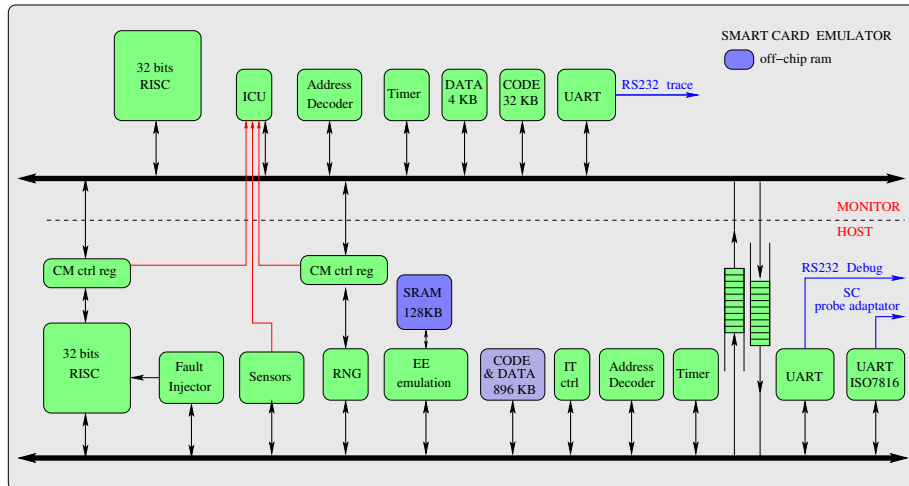 SMART CARD EMULATOR
off-chip ram
32 bits
RISC
ICU
Address
Decoder
Timer
DATA
4 KB
CODE
32 KB
UART
RS232 trace
MONITOR
HOST
CM ctrl reg
CM ctrl reg
RS232 Debug
SC
probe adaptator
SRAM
128KB
32 bits
RISC
Fault
Injector
Sensors
RNG
EE
emulation
CODE
& DATA
896 KB
IT
ctrl
Address
Decoder
Timer
UART
UART
ISO7816